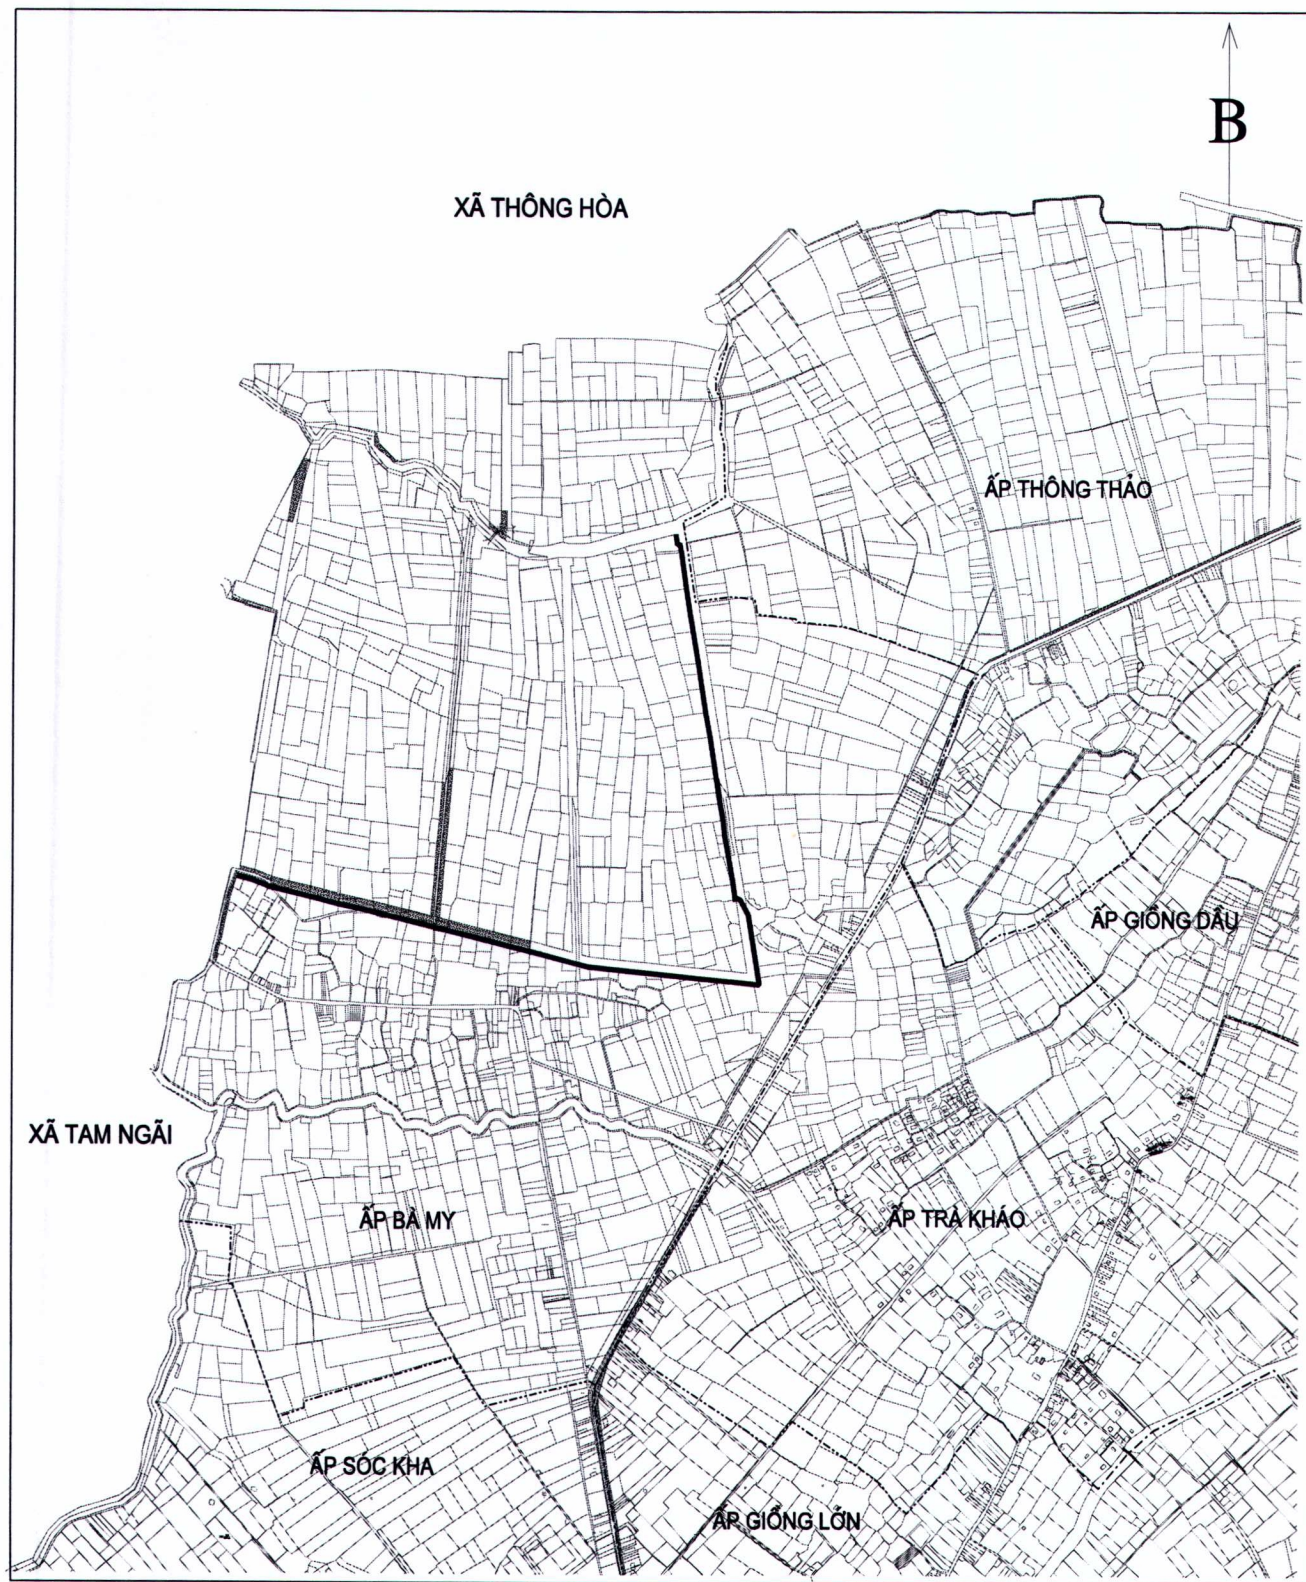 B
XÃ THÔNG HÒA
ẤP THÔNG THẢO
ẤP GIỒNG DẦU
XÃ TAM NGÃI
ẤP BÀ MY
ẤP TRÀ KHÁO
ẤP SÓC KHA
ẤP GIỒNG LỚN